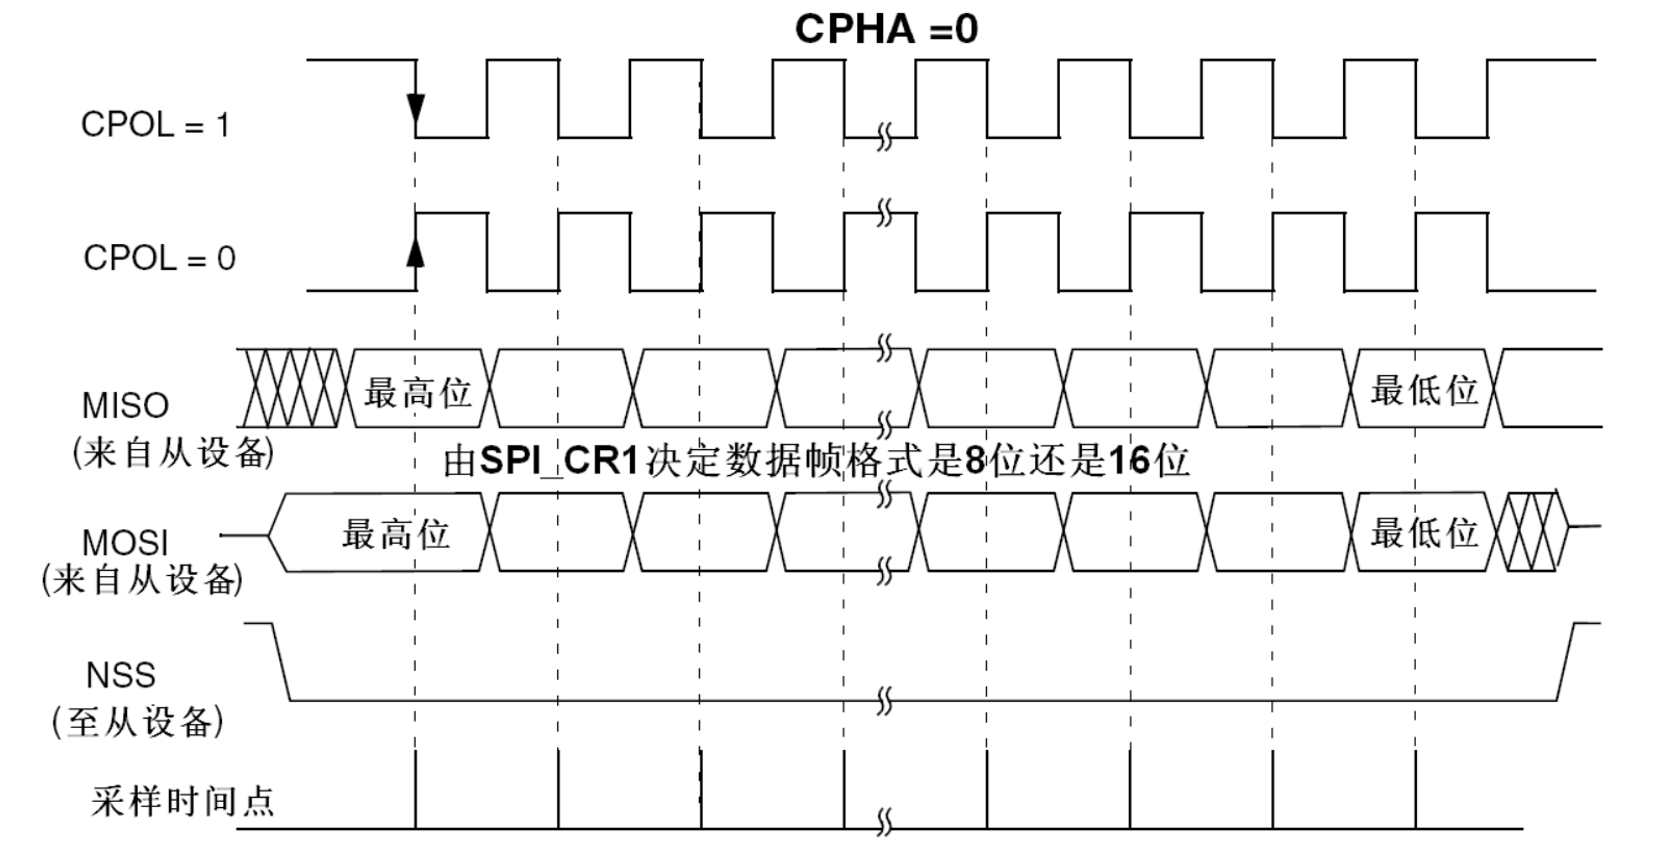 CPHA =0
CPOL = 1
CPOL = 0
最高位
最低位
MISO
(来自从设备)
由SPI_CR1决定数据帧格式是8位还是16位
最高位
最低位
MOSI
(来自从设备)
NSS
(至从设备)
采样时间点